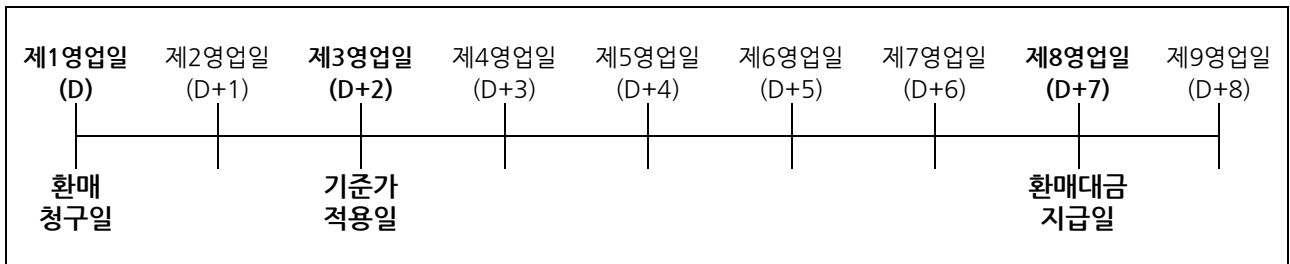 제1영업일 제2영업일 제3영업일 제4영업일 제5영업일 제6영업일 제7영업일 제8영업일 제9영업일
(D) (D+1) (D+2) (D+3) (D+4) (D+5) (D+6) (D+7) (D+8)
환매 기준가 환매대금
청구일 적용일 지급일